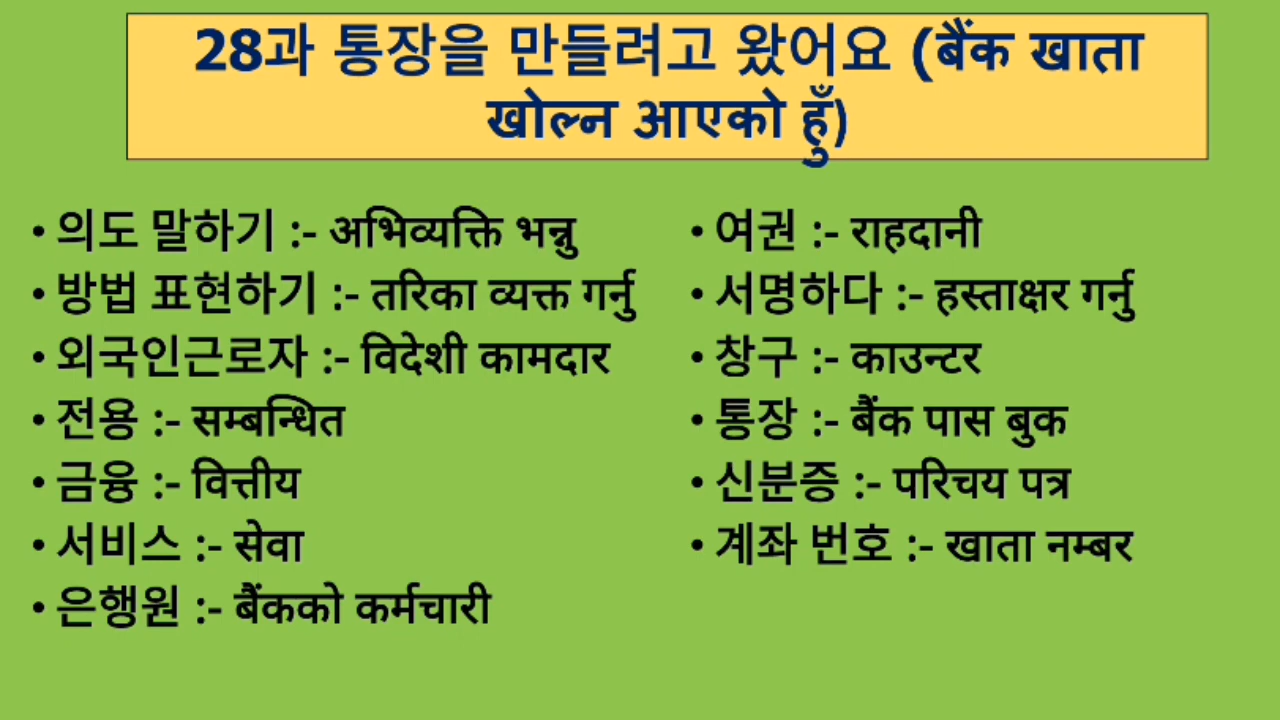 28과 통장을 만들려고 왔어요 (बैंक खाता
खोल्न आएको हुँ)
• 의도 말하기 :- अभिव्यक्ति भन्नु
• 방법 표현하기 :- तरिका व्यक्त गर्नु
• 외국인근로자 :- विदेशी कामदार
• 전용 :- सम्बन्धित
• 금융 :- वित्तीय
• 서비스 :- सेवा
• 은행원 :- बैंकको कर्मचारी
• 여권 :- राहदानी
• 서명하다 :- हस्ताक्षर गर्नु
• 창구 :- काउन्टर
• 통장 :- बैंक पास बुक
• 신분증 :- परिचय पत्र
• 계좌 번호 :- खाता नम्बर